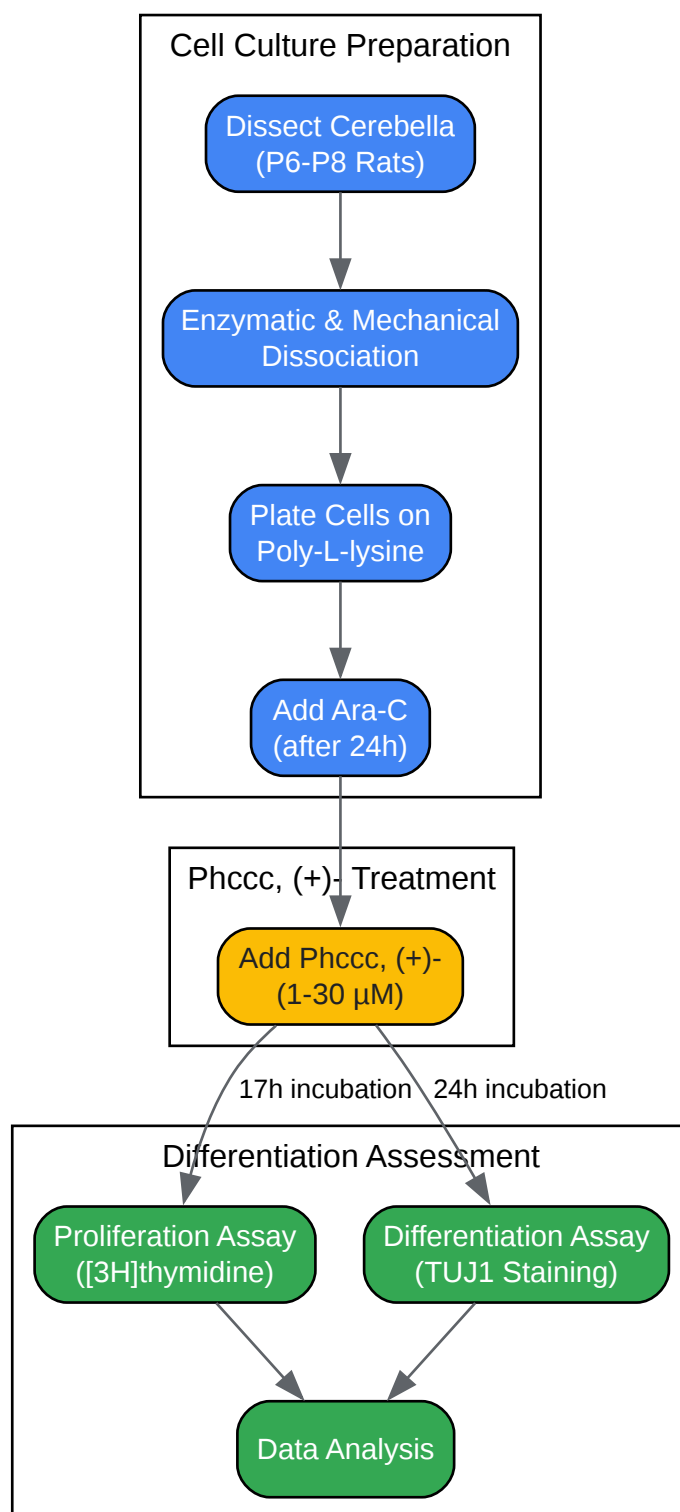 Cell Culture Preparation
Dissect Cerebella
(P6-P8 Rats)
Enzymatic & Mechanical
Dissociation
Plate Cells on
Poly-L-lysine
Add Ara-C
(after 24h)
Phccc, (+)- Treatment
Add Phccc, (+)-
(1-30 µM)
17h incubation
24h incubation
Differentiation Assessment
Proliferation Assay
([3H]thymidine)
Differentiation Assay
(TUJ1 Staining)
Data Analysis